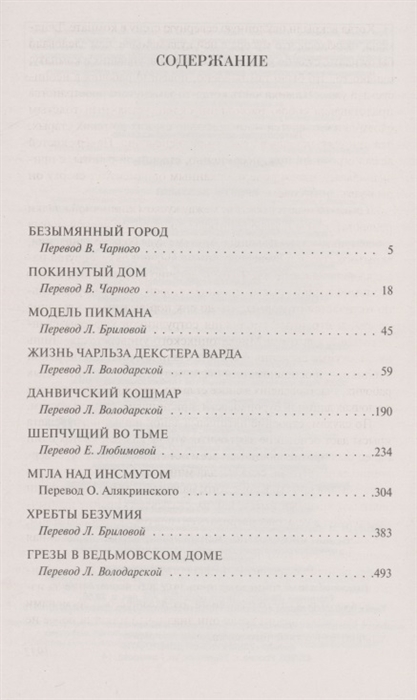 СОДЕРЖАНИЕ
БЕЗЫМЯННЫЙ ГОРОД
Перевод В. Чарного . . . . . . . . . . . . . . . . . . . . . . . . . . . 5
ПОКИНУТЫЙ ДОМ
Перевод В. Чарного . . . . . . . . . . . . . . . . . . . . . . . . . . . 18
МОДЕЛЬ ПИКМАНА
Перевод Л. Бриловой . . . . . . . . . . . . . . . . . . . . . . . . . . 45
ЖИЗНЬ ЧАРЛЬЗА ДЕКСТЕРА ВАРДА
Перевод Л. Володарской . . . . . . . . . . . . . . . . . . . . . . . . 59
ДАНВИЧСКИЙ КОШМАР
Перевод Л. Володарской . . . . . . . . . . . . . . . . . . . . . . . .190
ШЕПЧУЩИЙ ВО ТЬМЕ
Перевод Е. Любимовой . . . . . . . . . . . . . . . . . . . . . . . . .234
МГЛА НАД ИНСМУТОМ
Перевод О. Алякринского . . . . . . . . . . . . . . . . . . . . . . . 304
ХРЕБТЫ БЕЗУМИЯ
Перевод Л. Бриловой . . . . . . . . . . . . . . . . . . . . . . . . . .383
ГРЕЗЫ В ВЕДЬМОВСКОМ ДОМЕ
Перевод Л. Володарской . . . . . . . . . . . . . . . . . . . . . . . .493